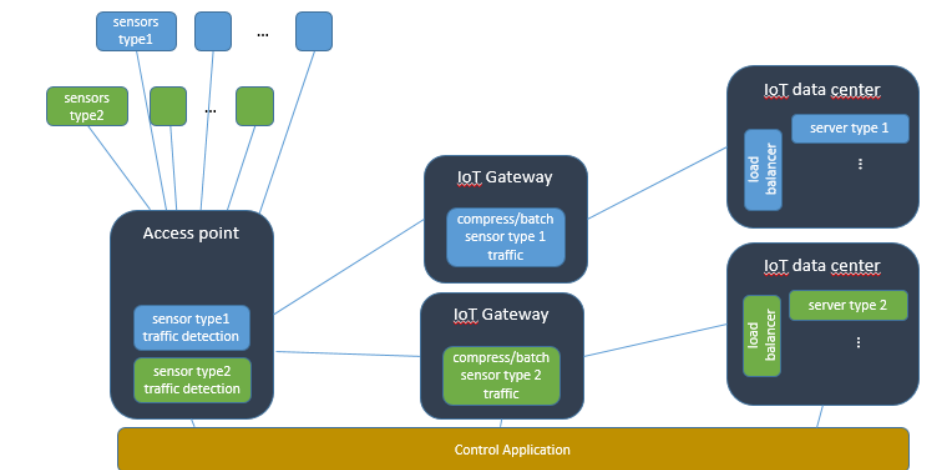 sensors
type1
...
sensors
type2
...
IoT data center
server type 1
load
balancer
...
IoT Gateway
compress/batch
sensor type 1
traffic
Access point
sensor type1
traffic detection
sensor type2
traffic detection
IoT Gateway
compress/batch
sensor type 2
traffic
IoT data center
server type 2
load
balancer
...
Control Application